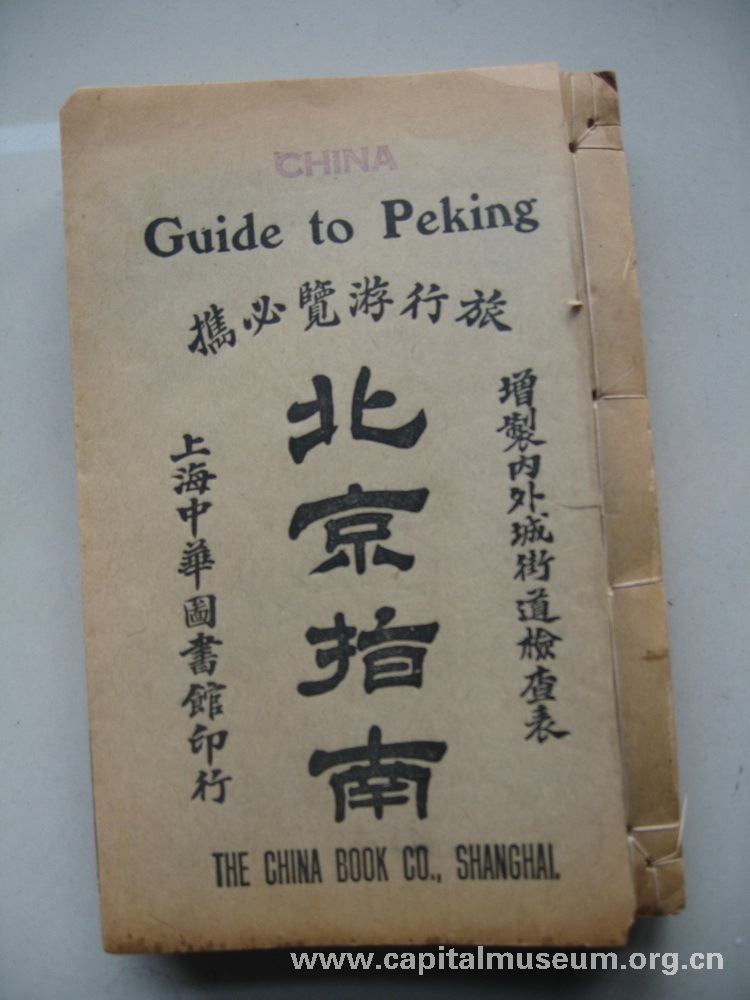 CHINA
Guide to Peking
旅行游覽必攜
增製内外城街道檢查表
北京指南
上海中華圖書館印行
THE CHINA BOOK CO., SHANGHAI.
www.capitalmuseum.org.cn